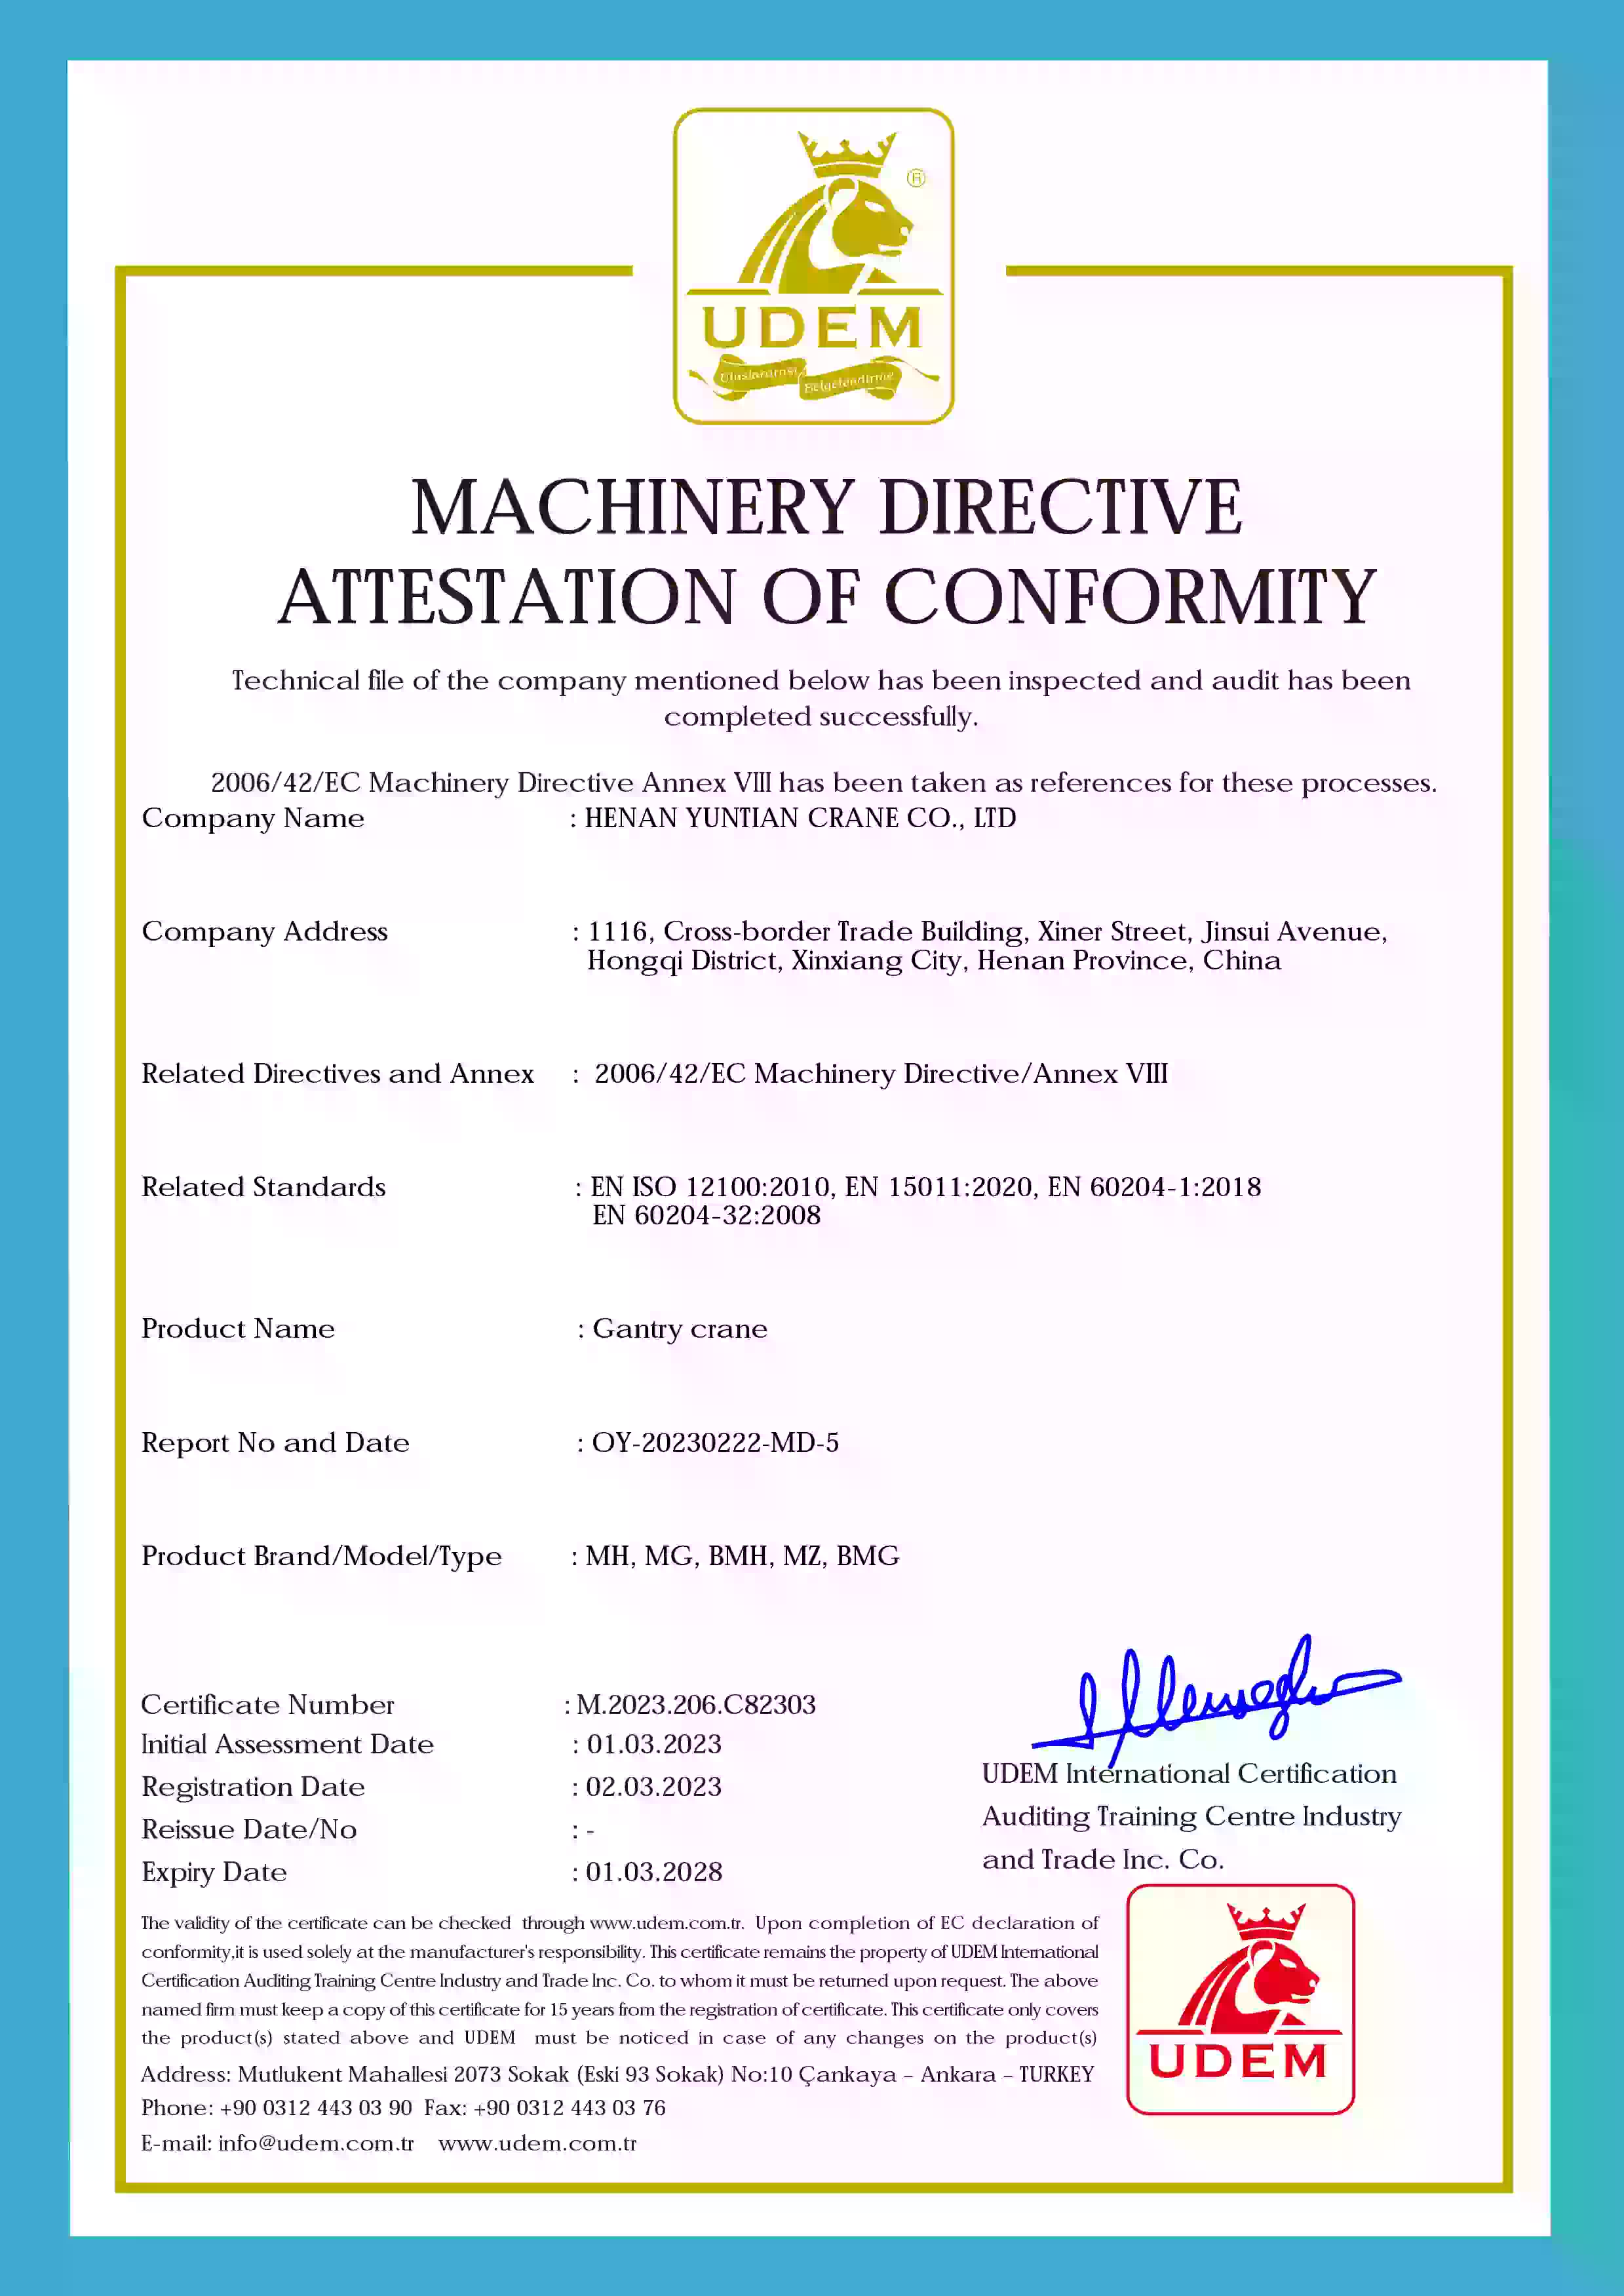 ®
UDEM
Uluslararası
Belgelendirme
MACHINERY DIRECTIVE
ATTESTATION OF CONFORMITY
Technical file of the company mentioned below has been inspected and audit has been
completed successfully.
2006/42/EC Machinery Directive Annex VIII has been taken as references for these processes.
Company Name : HENAN YUNTIAN CRANE CO., LTD
Company Address : 1116, Cross-border Trade Building, Xiner Street, Jinsui Avenue,
Hongqi District, Xinxiang City, Henan Province, China
Related Directives and Annex : 2006/42/EC Machinery Directive/Annex VIII
Related Standards : EN ISO 12100:2010, EN 15011:2020, EN 60204-1:2018
EN 60204-32:2008
Product Name : Gantry crane
Report No and Date : OY-20230222-MD-5
Product Brand/Model/Type : MH, MG, BMH, MZ, BMG
Certificate Number : M.2023.206.C82303
Initial Assessment Date : 01.03.2023
Registration Date : 02.03.2023
Reissue Date/No : -
Expiry Date : 01.03.2028
UDEM International Certification
Auditing Training Centre Industry
and Trade Inc. Co.
The validity of the certificate can be checked through www.udem.com.tr. Upon completion of EC declaration of
conformity,it is used solely at the manufacturer's responsibility. This certificate remains the property of UDEM International
Certification Auditing Training Centre Industry and Trade Inc. Co. to whom it must be returned upon request. The above
named firm must keep a copy of this certificate for 15 years from the registration of certificate. This certificate only covers
the product(s) stated above and UDEM must be noticed in case of any changes on the product(s)
Address: Mutlukent Mahallesi 2073 Sokak (Eski 93 Sokak) No:10 Çankaya – Ankara – TURKEY
Phone: +90 0312 443 03 90 Fax: +90 0312 443 03 76
E-mail: info@udem.com.tr www.udem.com.tr
UDEM